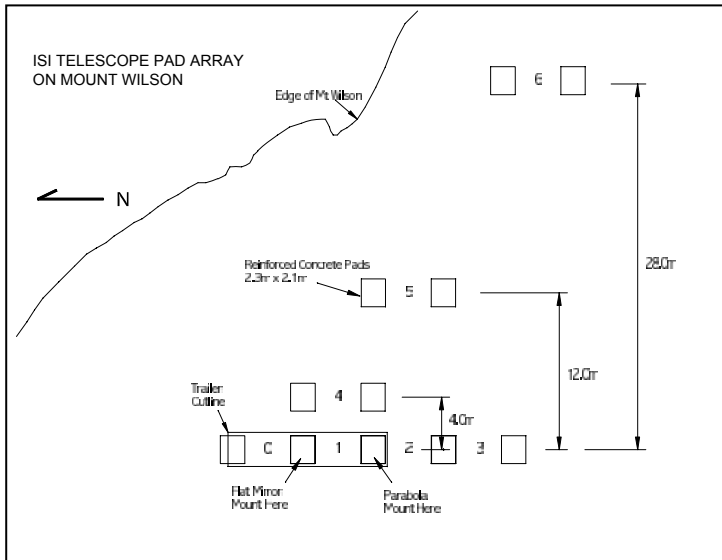 ISI TELESCOPE PAD ARRAY
ON MOUNT WILSON
6
Edge of Mt Wilson
N
28.0m
Reinforced Concrete Pads
2.3m x 2.1m
5
12.0m
Trailer
Outline
4
4.0m
0
1
2
3
Flat Mirror
Mount Here
Parabola
Mount Here